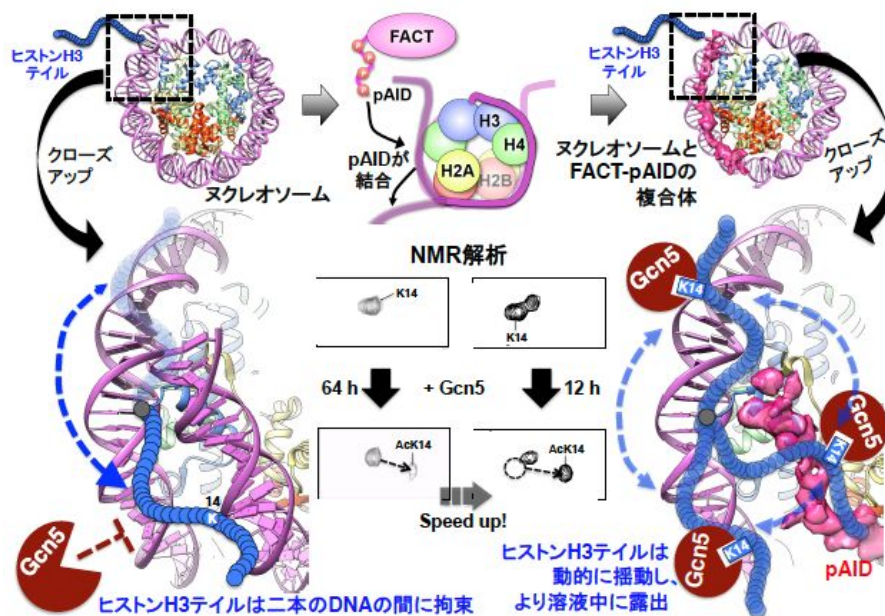 ヒストンH3
テイル
クローズ
アップ
ヌクレオソーム
FACT
pAID
pAIDが
結合
H3
H4
H2A
H2B
ヒストンH3
テイル
ヌクレオソームと
FACT-pAIDの
複合体
クローズ
アップ
NMR解析
K14
K14
64 h
+ Gcn5
12 h
AcK14
AcK14
Speed up!
14
K
Gcn5
ヒストンH3テイルは二本のDNAの間に拘束
Gcn5
K14
Gcn5
K14
Gcn5
K14
pAID
ヒストンH3テイルは
動的に揺動し、
より溶液中に露出